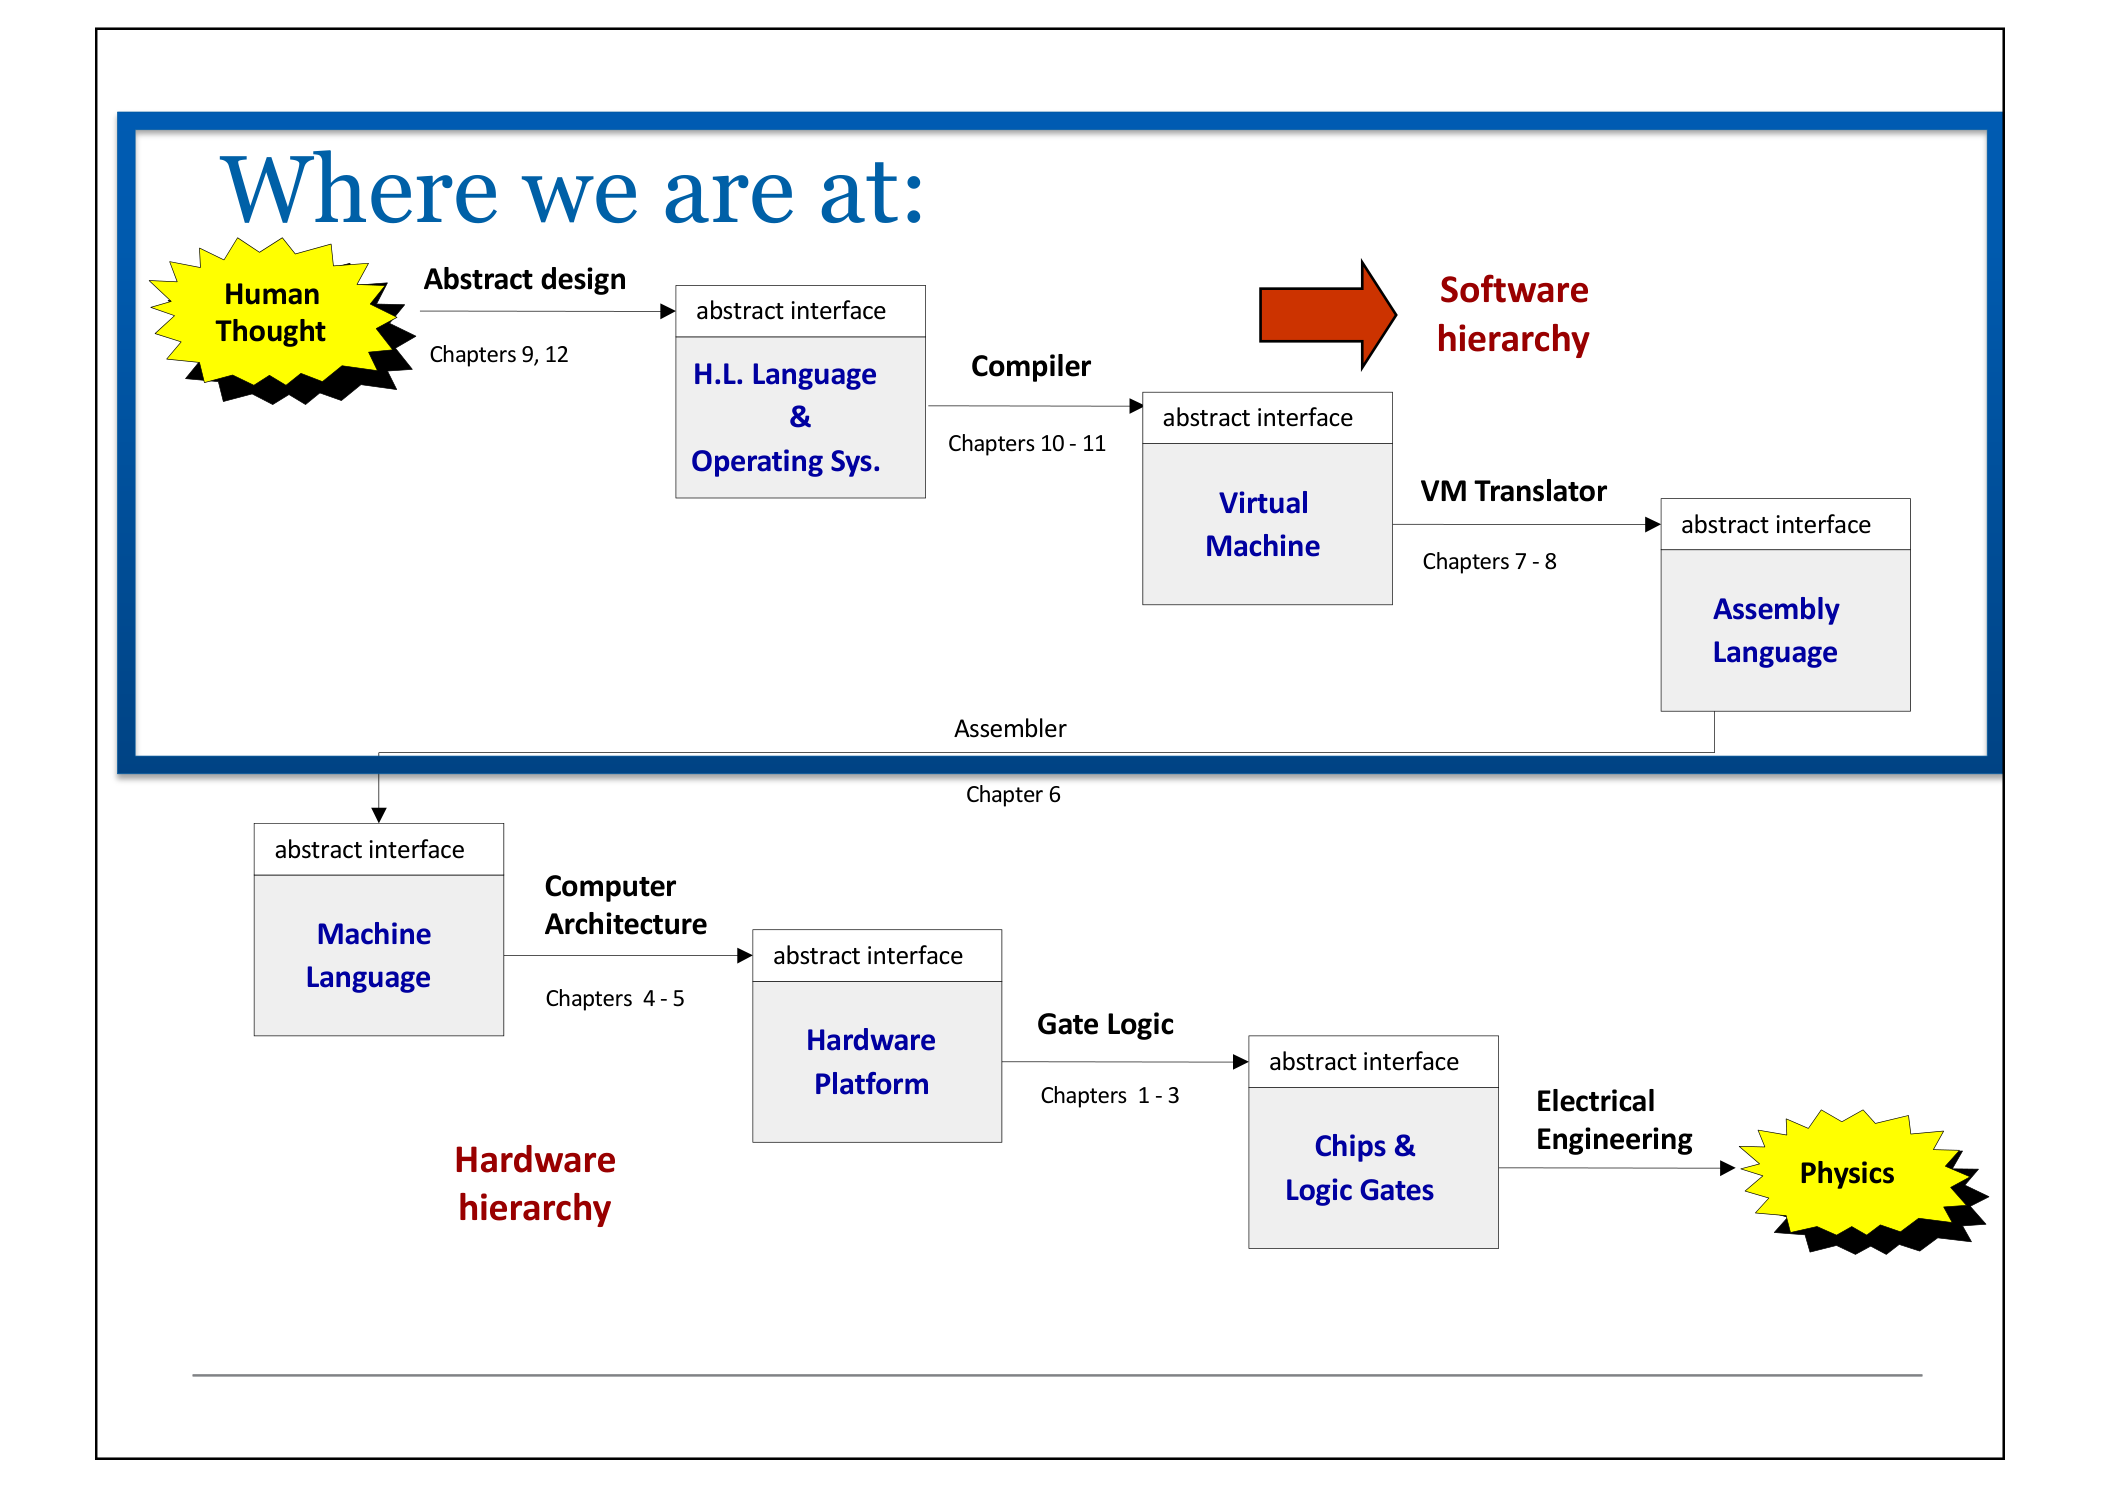 Where we are at:
Human
Thought
Abstract design
Chapters 9, 12
abstract interface
H.L. Language
&
Operating Sys.
Software
hierarchy
Compiler
Chapters 10 - 11
abstract interface
Virtual
Machine
VM Translator
Chapters 7 - 8
abstract interface
Assembly
Language
Assembler
Chapter 6
abstract interface
Machine
Language
Computer
Architecture
Chapters  4 - 5
abstract interface
Hardware
Platform
Gate Logic
Chapters  1 - 3
abstract interface
Chips &
Logic Gates
Electrical
Engineering
Physics
Hardware
hierarchy